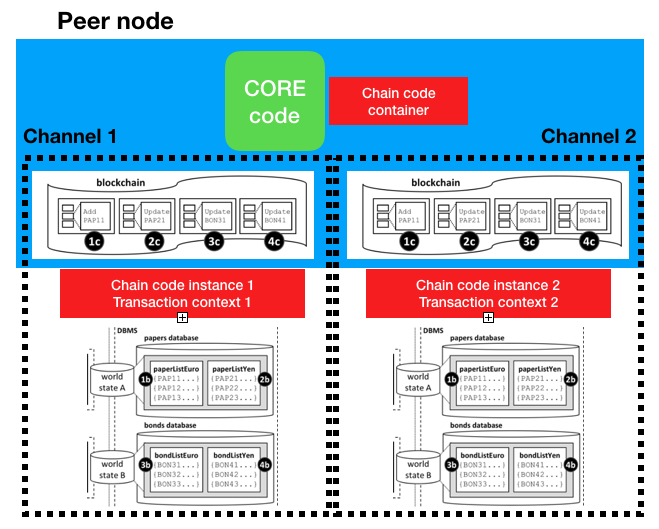 Peer node
CORE
code
Chain code
container
Channel 1
Channel 2
blockchain
Add
PAP11
Update
PAP21
Update
BON31
Update
BON41
1c
2c
3c
4c
blockchain
Add
PAP11
Update
PAP21
Update
BON31
Update
BON41
1c
2c
3c
4c
Chain code instance 1
Transaction context 1
Chain code instance 2
Transaction context 2
DBMS
papers database
world
state A
1b
paperListEuro
(PAP11...)
(PAP12...)
(PAP13...)
paperListYen
(PAP21...)
(PAP22...)
(PAP23...)
2b
bonds database
world
state B
3b
bondListEuro
(BON31...)
(BON32...)
(BON33...)
bondListYen
(BON41...)
(BON42...)
(BON43...)
4b
DBMS
papers database
world
state A
1b
paperListEuro
(PAP11...)
(PAP12...)
(PAP13...)
paperListYen
(PAP21...)
(PAP22...)
(PAP23...)
2b
bonds database
world
state B
3b
bondListEuro
(BON31...)
(BON32...)
(BON33...)
bondListYen
(BON41...)
(BON42...)
(BON43...)
4b